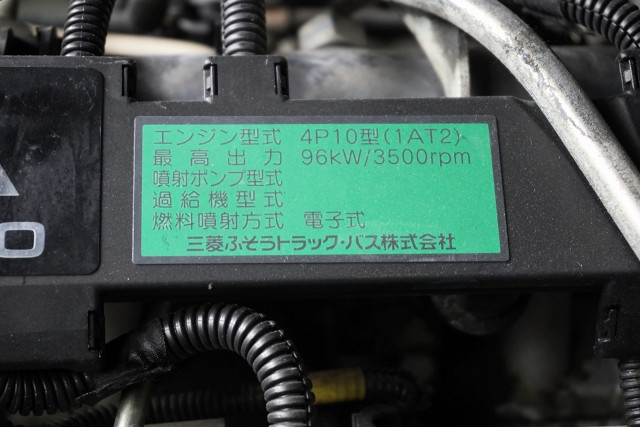 エンジン型式 4P10型(1AT2)
最高出力 96kW/3500rpm
噴射ポンプ型式
過給機型式
燃料噴射方式 電子式
三菱ふそうトラック・バス株式会社